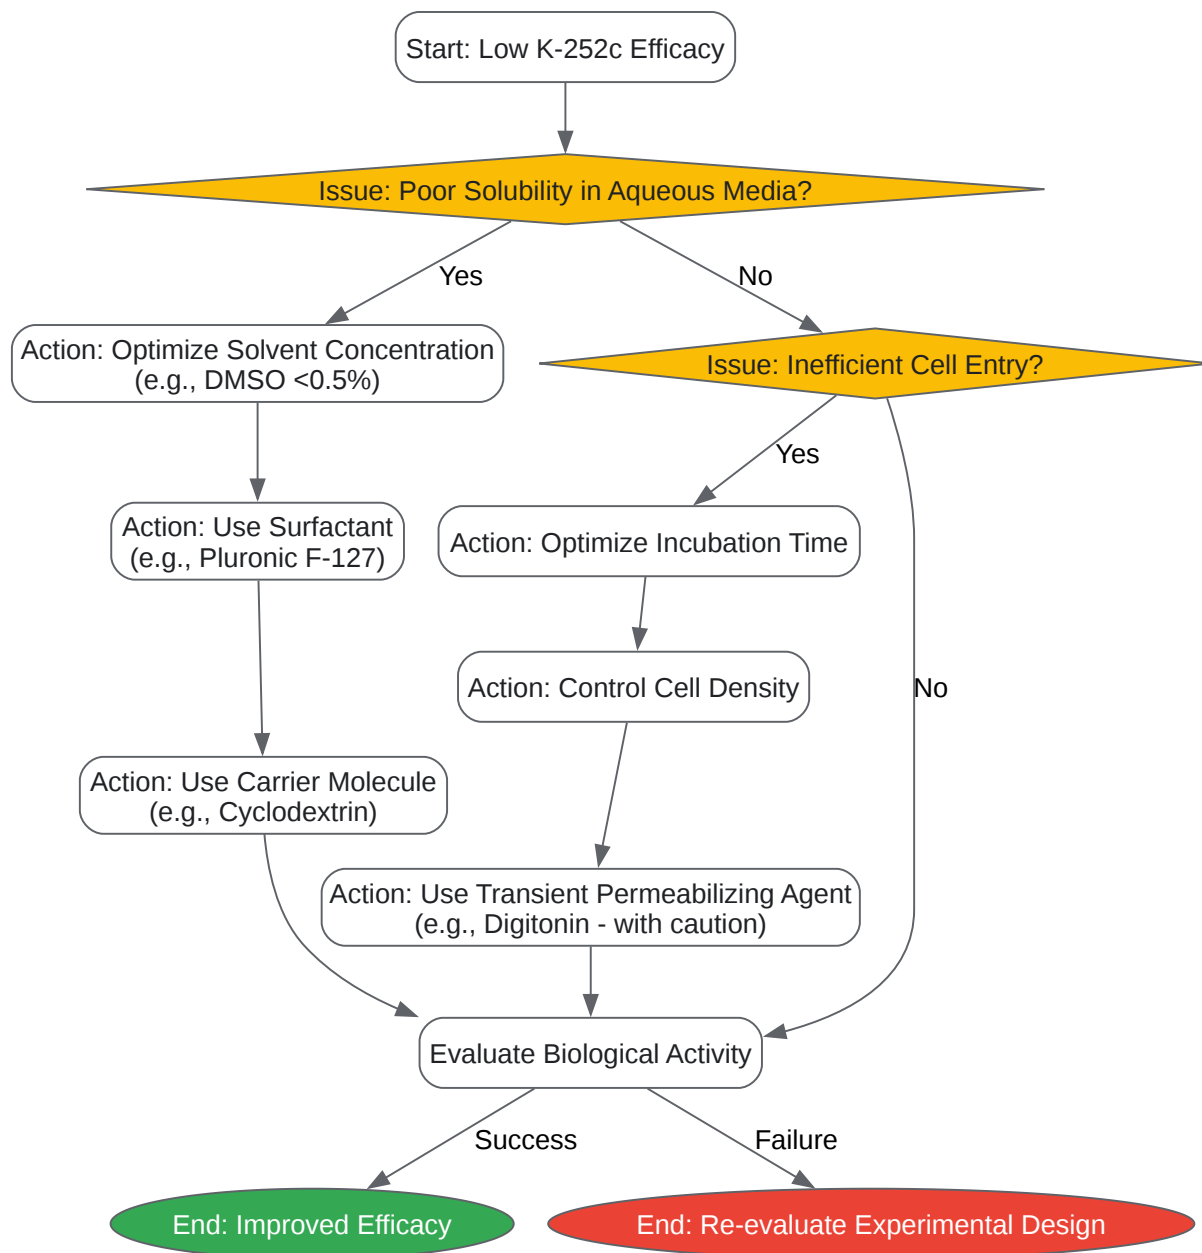 Start: Low K-252c Efficacy
Issue: Poor Solubility in Aqueous Media?
Yes
No
Action: Optimize Solvent Concentration
(e.g., DMSO <0.5%)
Issue: Inefficient Cell Entry?
Yes
Action: Use Surfactant
(e.g., Pluronic F-127)
Action: Optimize Incubation Time
Action: Control Cell Density
No
Action: Use Carrier Molecule
(e.g., Cyclodextrin)
Action: Use Transient Permeabilizing Agent
(e.g., Digitonin - with caution)
Evaluate Biological Activity
Success
Failure
End: Improved Efficacy
End: Re-evaluate Experimental Design